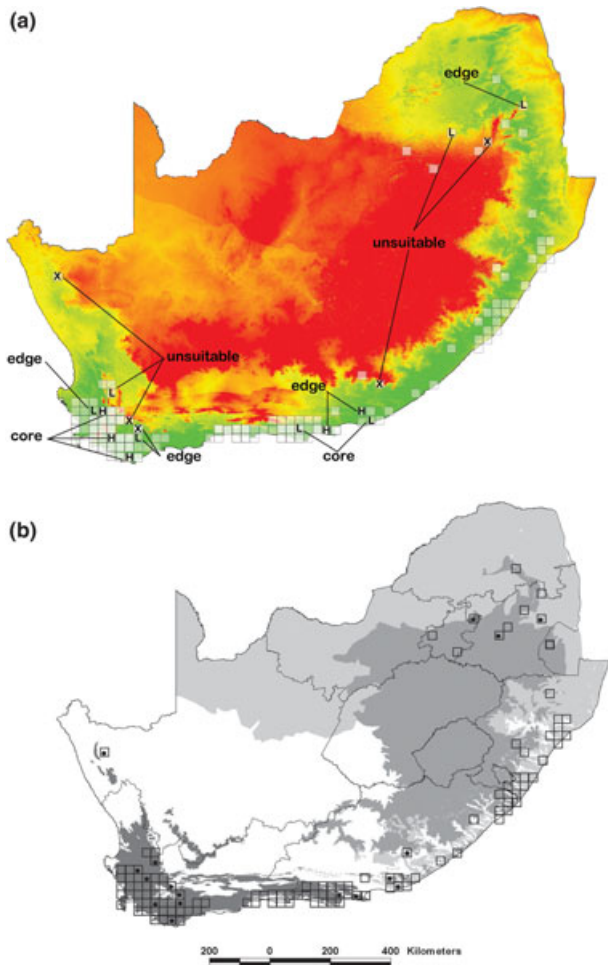 (a)
edge
L
L
X
unsuitable
X
edge
unsuitable
L
edge
X
L H
H
L
core
X
X
L
H
H
L
H
edge
core
(b)
200 0 200 400 Kilometers